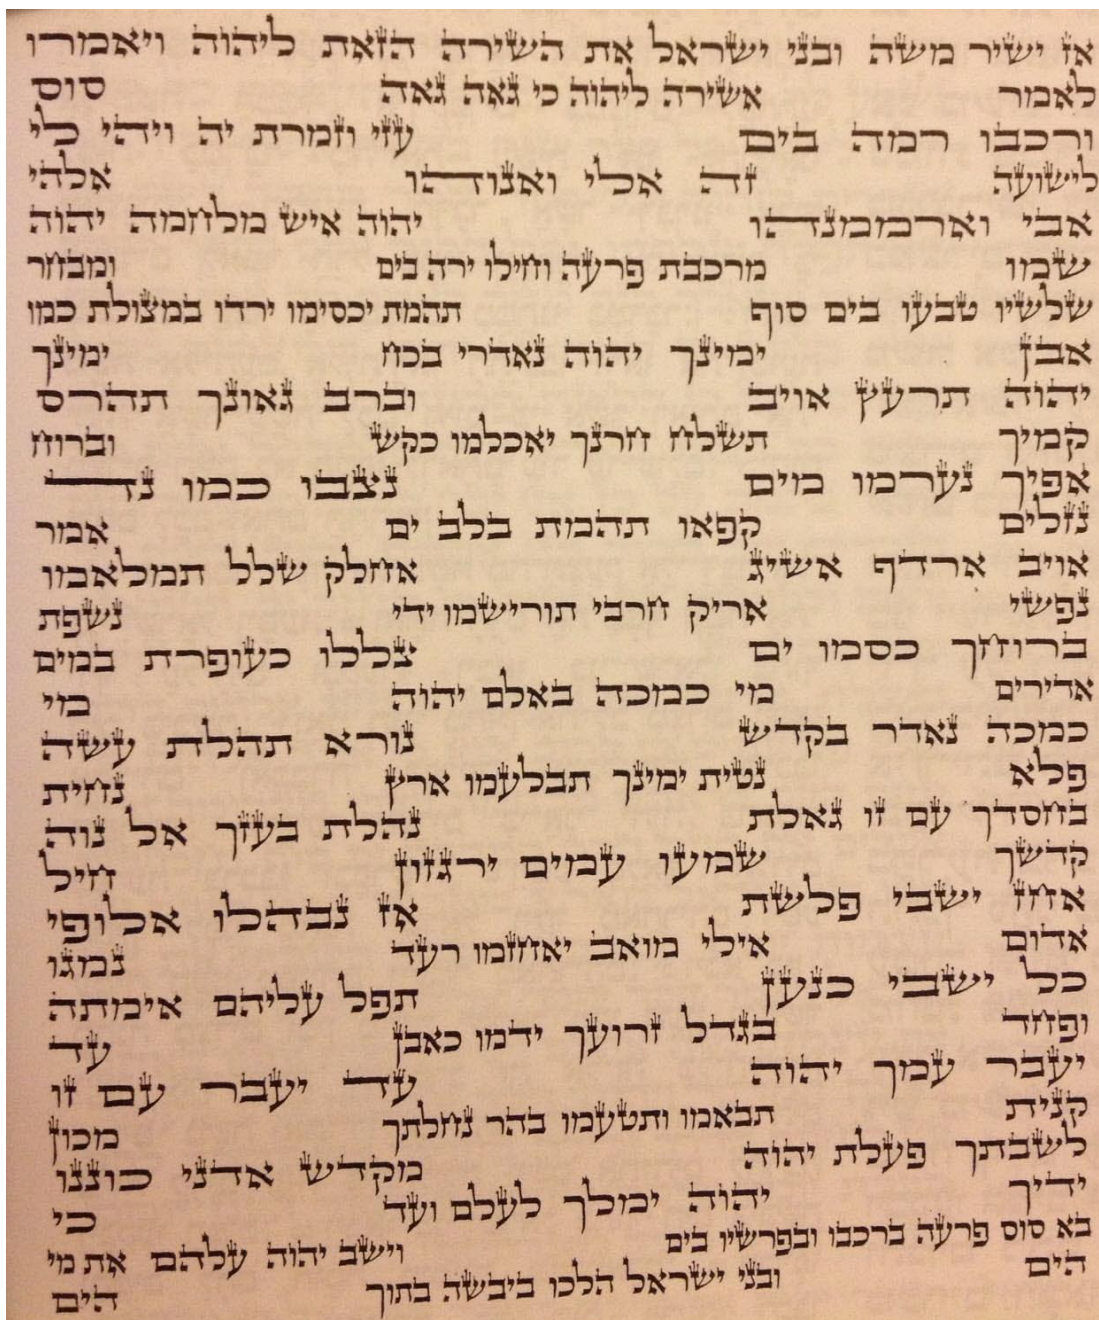 אז ישיר משה ובני ישראל את השירה הזאת ליהוה ויאמרו
לאמר אשירה ליהוה כי גאה גאה סוס
ורכבו רמה בים עזי וזמרת יה ויהי לי
לישועה זה אלי ואנוהו אלהי
אבי וארממנהו יהוה איש מלחמה יהוה
שמו מרכבת פרעה וחילו ירה בים ומבחר
שלשיו טבעו בים סוף תהמת יכסימו ירדו במצולת כמו
אבן ימינך יהוה נאדרי בכח ימינך
יהוה תרעץ אויב וברב גאונך תהרס
קמיך תשלח חרנך יאכלמו כקש וברוח
אפיך נערמו מים נצבו כמו נד
נזלים קפאו תהמת בלב ים אמר
אויב ארדף אשיג אחלק שלל תמלאמו
נפשי אריק חרבי תורישמו ידי נשפת
ברוחך כסמו ים צללו כעופרת במים
אדירים מי כמכה באלם יהוה מי
כמכה נאדר בקדש נורא תהלת עשה
פלא נטית ימינך תבלעמו ארץ נחית
בחסדך עם זו גאלת נהלת בעזך אל נוה
קדשך שמעו עמים ירגזון חיל
אחז ישבי פלשת אז נבהלו אלופי
אדום אילי מואב יאחזמו רעד נמגו
כל ישבי כנען תפל עליהם אימתה
ופחד בגדל זרועך ידמו כאבן עד
יעבר עמך יהוה עד יעבר עם זו
קנית תבאמו ותטעמו בהר נחלתך מכון
לשבתך פעלת יהוה מקדש אדני כוננו
ידיך יהוה ימלך לעלם ועד כי
בא סוס פרעה ברכבו ובפרשיו בים וישב יהוה עלהם את מי
הים ובני ישראל הלכו ביבשה בתוך הים